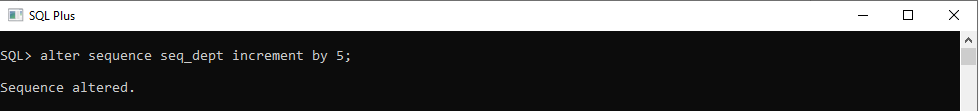 SQL Plus
SQL> alter sequence seq_dept increment by 5;
Sequence altered.